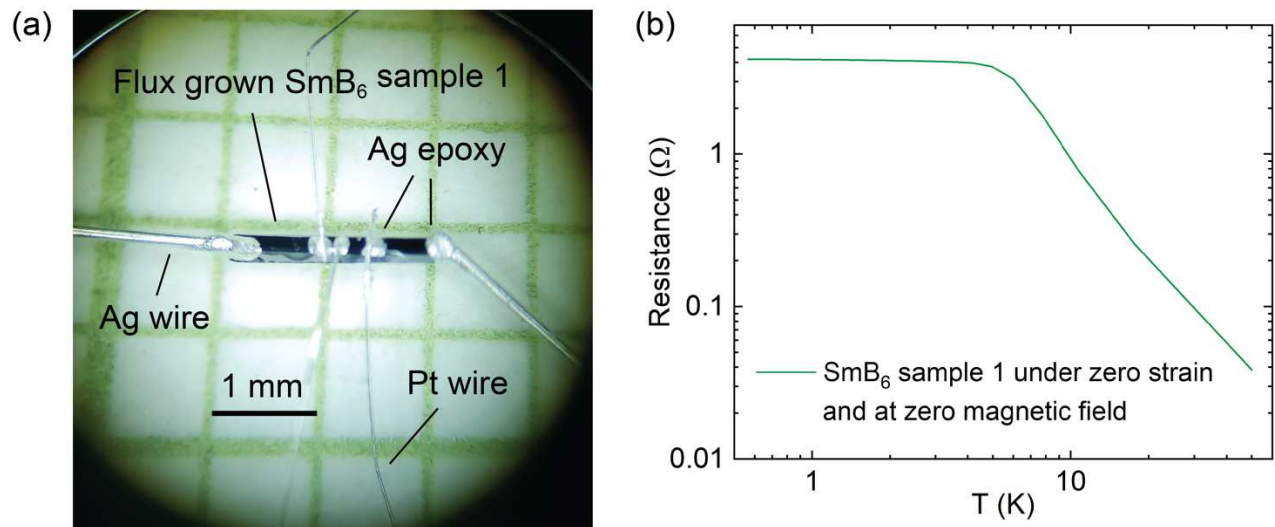 (a)
Flux grown SmB₆ sample 1
Ag epoxy
Ag wire
1 mm
Pt wire
(b)
Resistance (Ω)
1
0.1
0.01
SmB₆ sample 1 under zero strain
and at zero magnetic field
1
10
T (K)